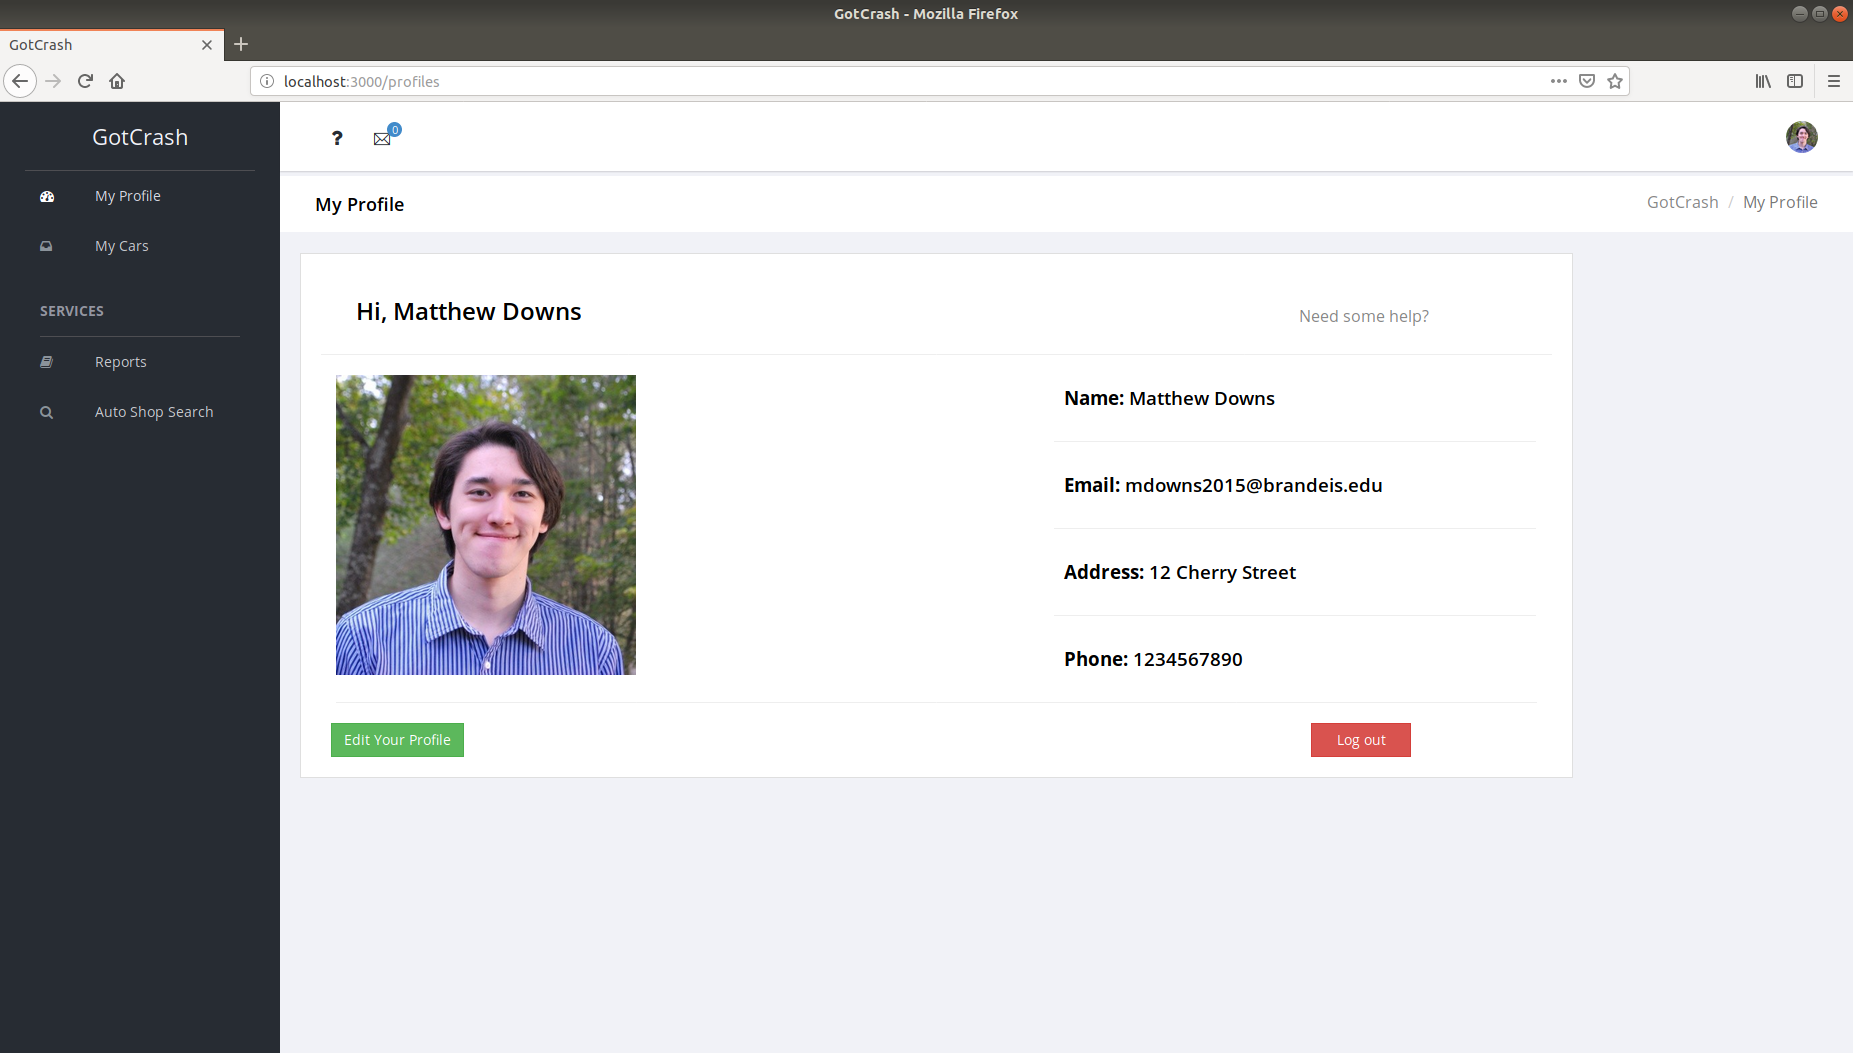 GotCrash - Mozilla Firefox
GotCrash
localhost:3000/profiles
GotCrash
? 0
My Profile
My Cars
SERVICES
Reports
Auto Shop Search
My Profile
GotCrash / My Profile
Hi, Matthew Downs
Need some help?
Name: Matthew Downs
Email: mdowns2015@brandeis.edu
Address: 12 Cherry Street
Phone: 1234567890
Edit Your Profile
Log out